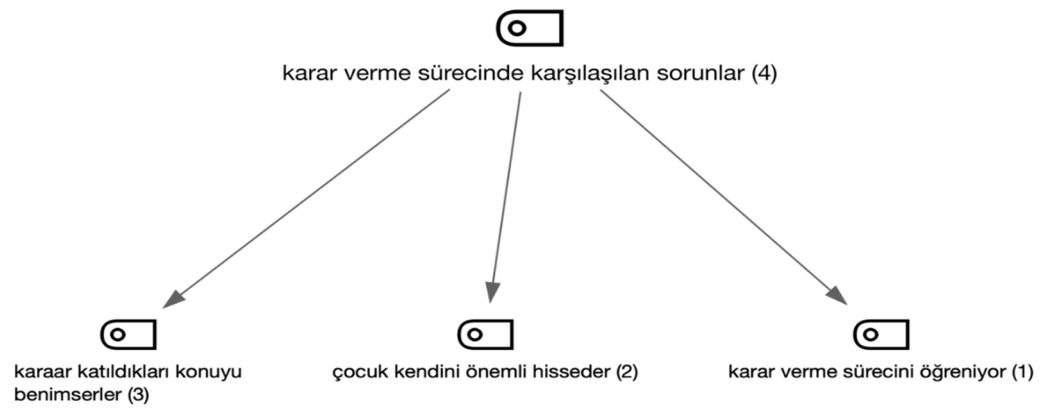 karar verme sürecinde karşılaşılan sorunlar (4)
karaar katıldıkları konuyu
benimserler (3)
çocuk kendini önemli hisseder (2)
karar verme sürecini öğreniyor (1)